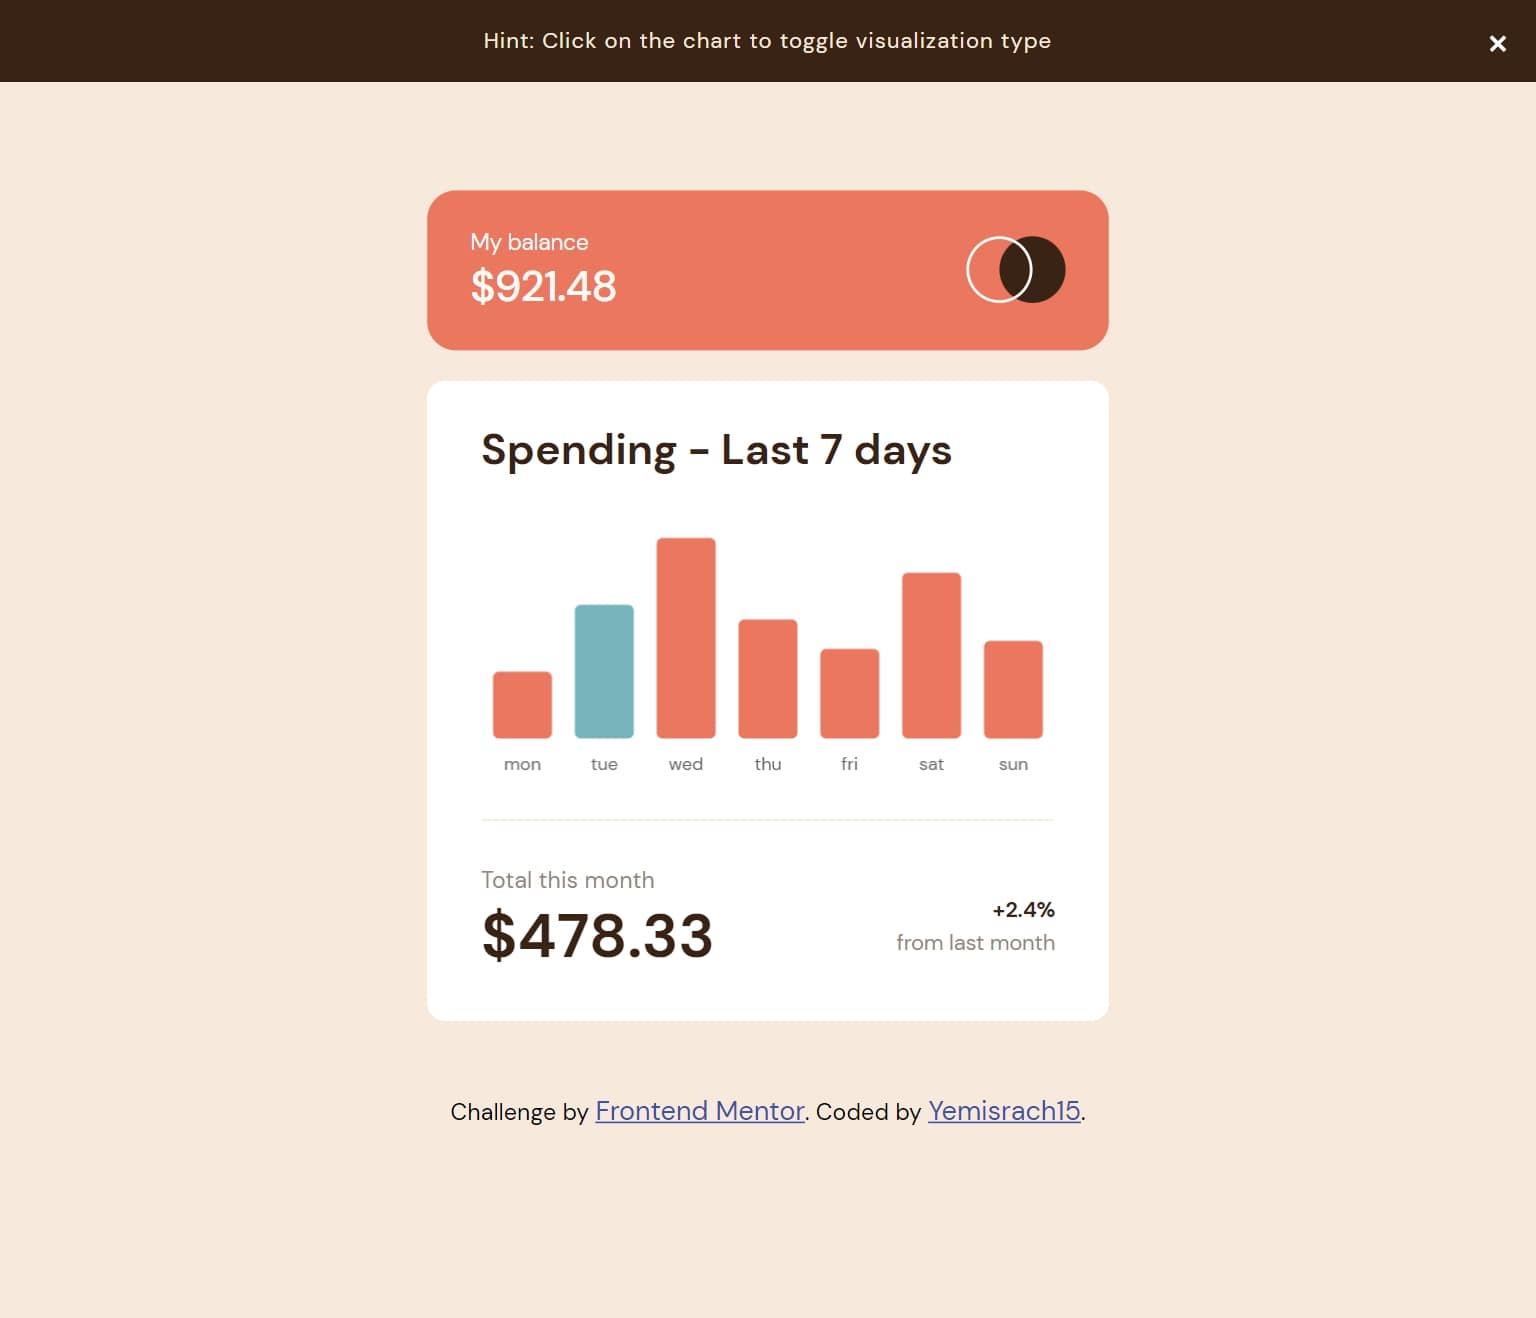 Hint: Click on the chart to toggle visualization type
×
My balance
$921.48
Spending - Last 7 days
mon tue wed thu fri sat sun
Total this month
$478.33
+2.4%
from last month
Challenge by Frontend Mentor. Coded by Yemisrach15.